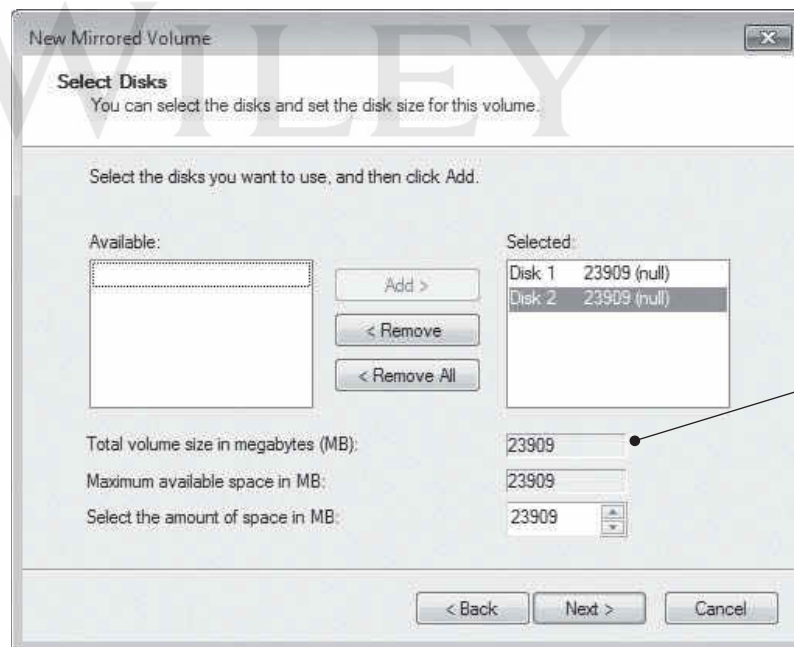 WILEY
New Mirrored Volume
Select Disks
You can select the disks and set the disk size for this volume.
Select the disks you want to use, and then click Add.
Available:
Selected:
Disk 1 23909 (null)
Disk 2 23909 (null)
Add >
< Remove
< Remove All
Total volume size in megabytes (MB): 23909
Maximum available space in MB: 23909
Select the amount of space in MB: 23909
< Back Next > Cancel